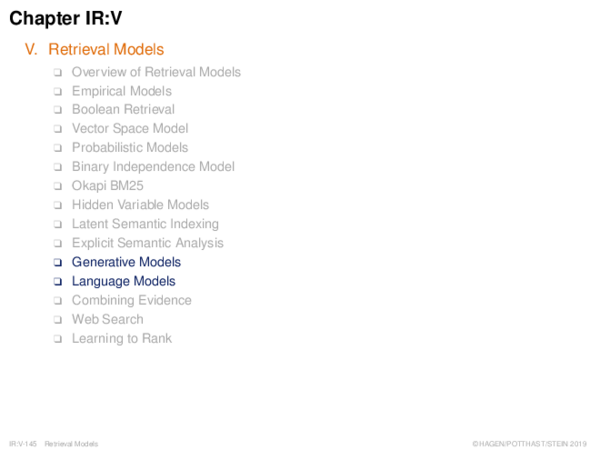 Chapter IR:V
V. Retrieval Models
❑ Overview of Retrieval Models
❑ Empirical Models
❑ Boolean Retrieval
❑ Vector Space Model
❑ Probabilistic Models
❑ Binary Independence Model
❑ Okapi BM25
❑ Hidden Variable Models
❑ Latent Semantic Indexing
❑ Explicit Semantic Analysis
❑ Generative Models
❑ Language Models
❑ Combining Evidence
❑ Web Search
❑ Learning to Rank
IR:V-145 Retrieval Models ©HAGEN/POTTHAST/STEIN 2019